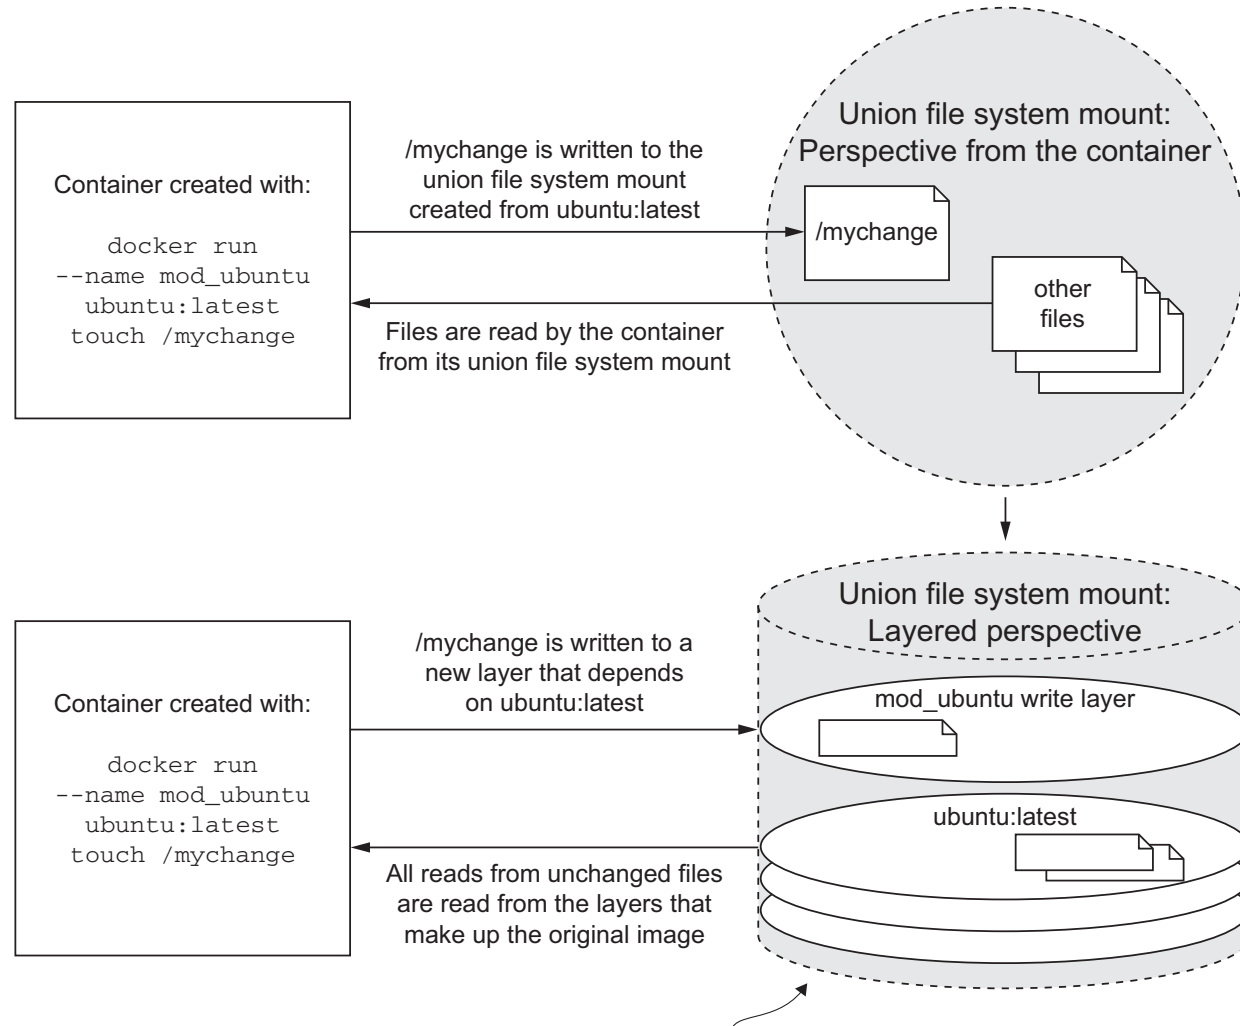 Union file system mount:
Perspective from the container
/mychange is written to the
union file system mount
created from ubuntu:latest
Container created with:
docker run
--name mod_ubuntu
ubuntu:latest
touch /mychange
/mychange
other
files
Files are read by the container
from its union file system mount
Union file system mount:
Layered perspective
/mychange is written to a
new layer that depends
on ubuntu:latest
Container created with:
docker run
--name mod_ubuntu
ubuntu:latest
touch /mychange
mod_ubuntu write layer
ubuntu:latest
All reads from unchanged files
are read from the layers that
make up the original image